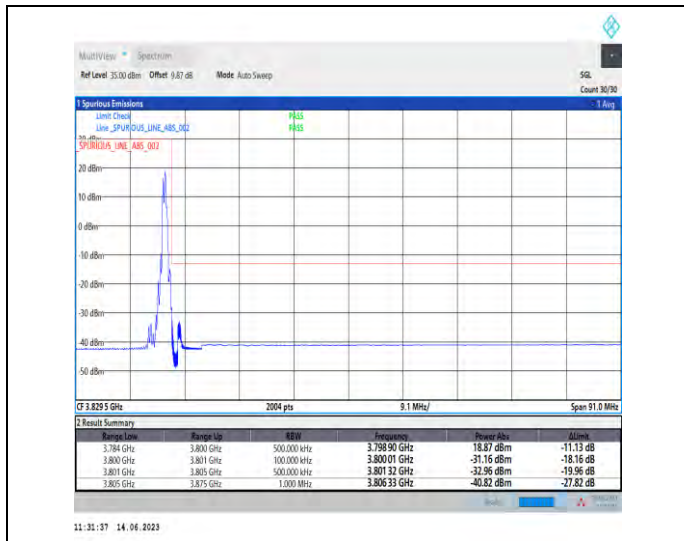 MultiView Spectrum
Ref Level 35.00 dBm Offset 9.87 dB Mode Auto Sweep SGL
Count 30/30
1 Spurious Emissions 1 Avg
Limit Check PASS
Line _SPURIOUS_LINE_ABS_002 PASS
30 dBm
_SPURIOUS_LINE_ABS_002
20 dBm
10 dBm
0 dBm
-10 dBm
-20 dBm
-30 dBm
-40 dBm
-50 dBm
CF 3.8295 GHz 2004 pts 9.1 MHz/ Span 91.0 MHz
2 Result Summary
Range Low Range Up RBW Frequency Power Abs ΔLimit
3.784 GHz 3.800 GHz 500.000 kHz 3.798 90 GHz 18.87 dBm -11.13 dB
3.800 GHz 3.801 GHz 100.000 kHz 3.800 01 GHz -31.16 dBm -18.16 dB
3.801 GHz 3.805 GHz 500.000 kHz 3.801 32 GHz -32.96 dBm -19.96 dB
3.805 GHz 3.875 GHz 1.000 MHz 3.806 33 GHz -40.82 dBm -27.82 dB
11:31:37 14.06.2023